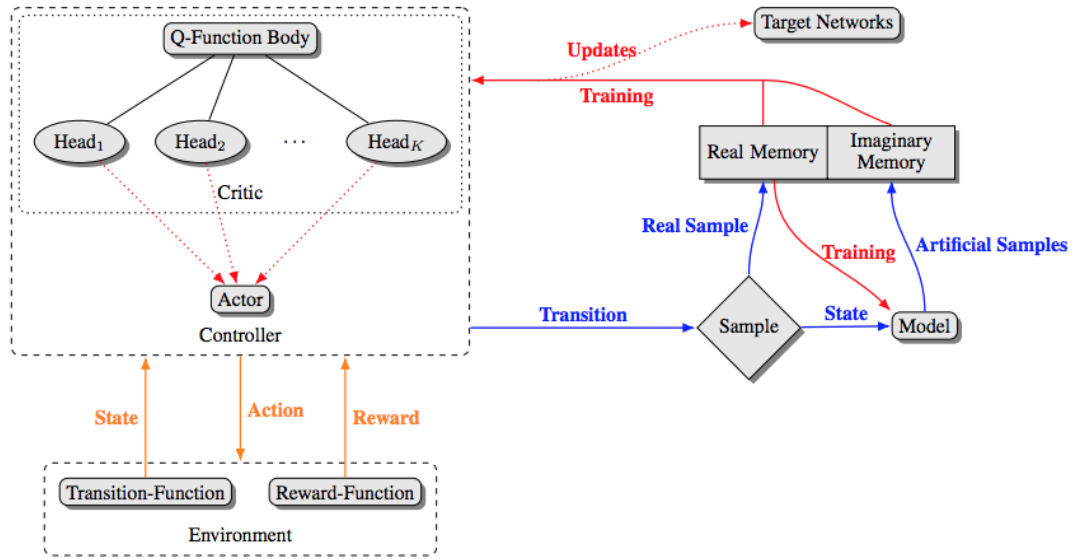 Q-Function Body
Target Networks
Updates
Training
Head1
Head2
...
HeadK
Real Memory
Imaginary
Memory
Critic
Real Sample
Training
Artificial Samples
Actor
Controller
Transition
Sample
State
Model
State
Action
Reward
Transition-Function
Reward-Function
Environment